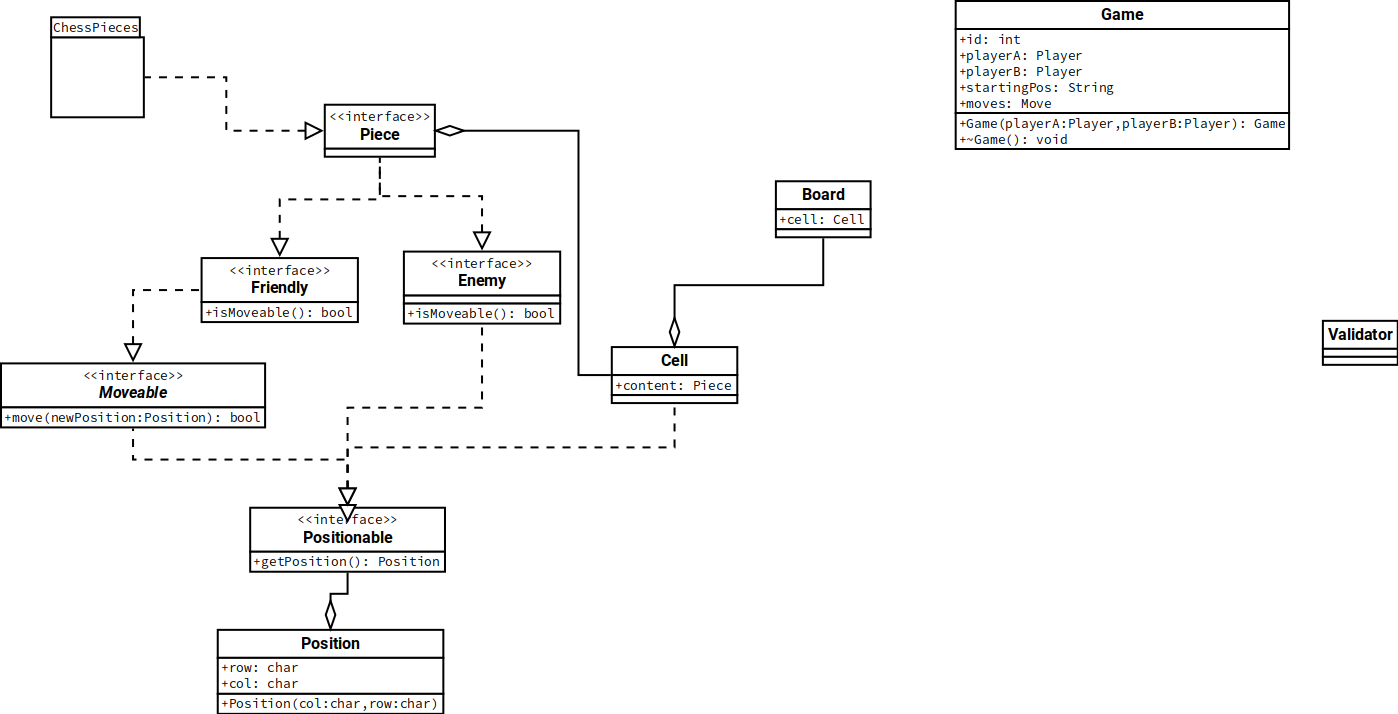 ChessPieces
<<interface>>
Piece
Game
+id: int
+playerA: Player
+playerB: Player
+startingPos: String
+moves: Move
+Game(playerA:Player,playerB:Player): Game
+~Game(): void
Board
+cell: Cell
<<interface>>
Friendly
+isMoveable(): bool
<<interface>>
Enemy
+isMoveable(): bool
Validator
<<interface>>
Moveable
+move(newPosition:Position): bool
Cell
+content: Piece
<<interface>>
Positionable
+getPosition(): Position
Position
+row: char
+col: char
+Position(col:char,row:char)